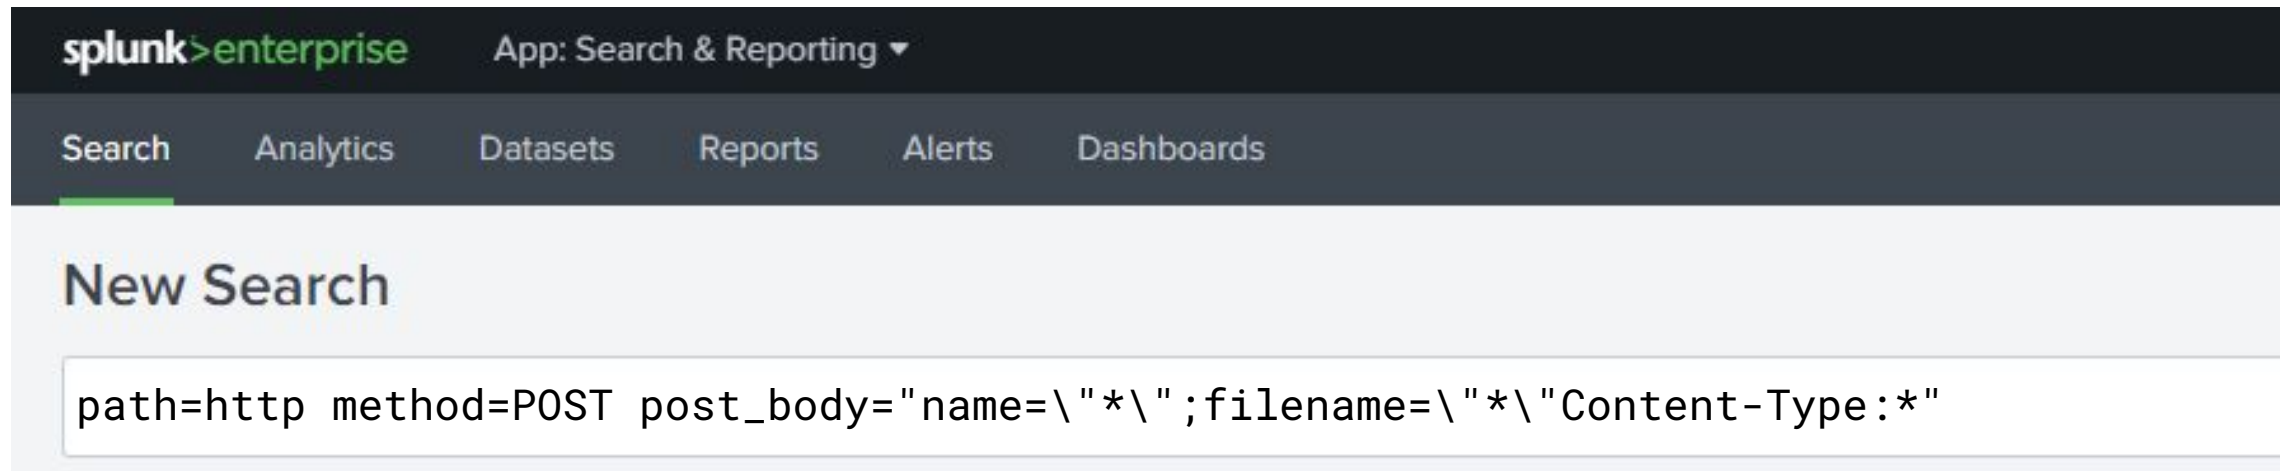 splunk>enterprise App: Search & Reporting
Search Analytics Datasets Reports Alerts Dashboards
New Search
path=http method=POST post_body="name=\"*\";filename=\"*\"Content-Type:*"